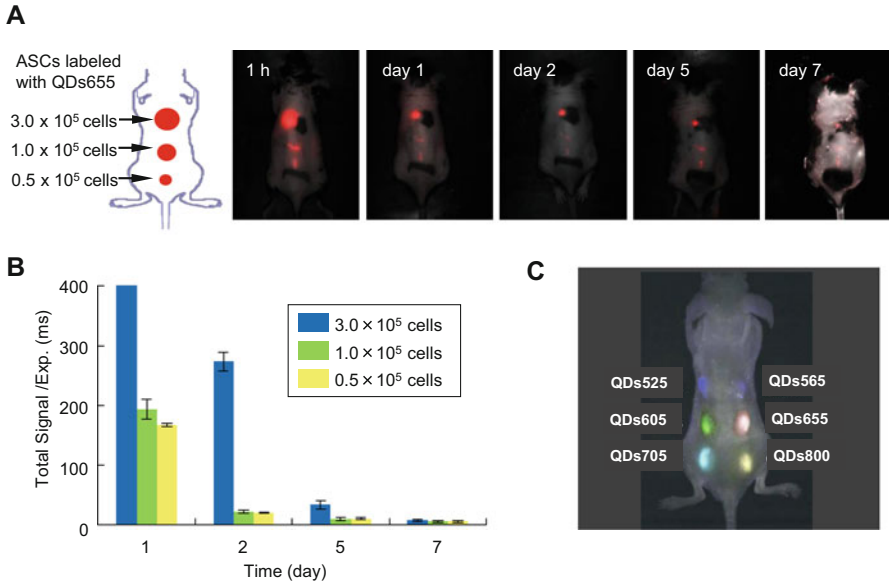 A
ASCs labeled
with QDs655
3.0 x 10⁵ cells
1.0 x 10⁵ cells
0.5 x 10⁵ cells
1 h
day 1
day 2
day 5
day 7
B
Total Signal /Exp. (ms)
400
300
200
100
0
3.0 × 10⁵ cells
1.0 × 10⁵ cells
0.5 × 10⁵ cells
1
2
5
7
Time (day)
C
QDs525
QDs565
QDs605
QDs655
QDs705
QDs800